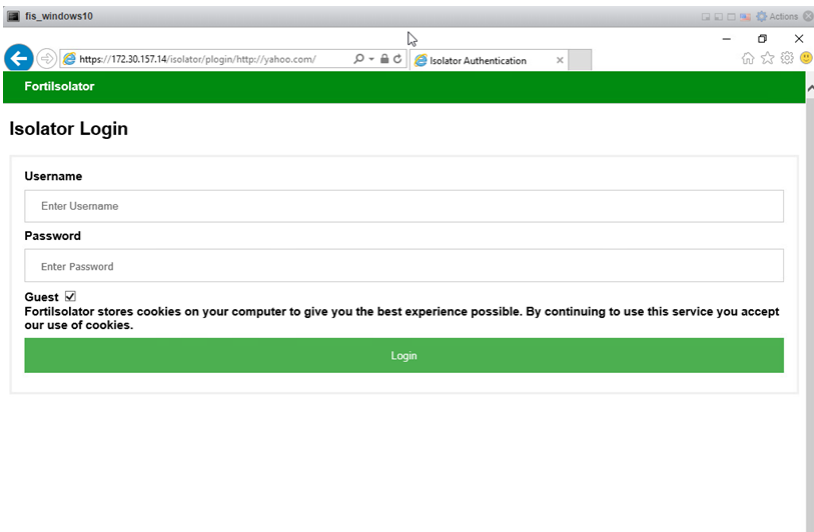 fis_windows10
Actions
https://172.30.157.14/isolator/plogin/http://yahoo.com/
Isolator Authentication
FortiIsolator
Isolator Login
Username
Enter Username
Password
Enter Password
Guest
FortiIsolator stores cookies on your computer to give you the best experience possible. By continuing to use this service you accept
our use of cookies.
Login